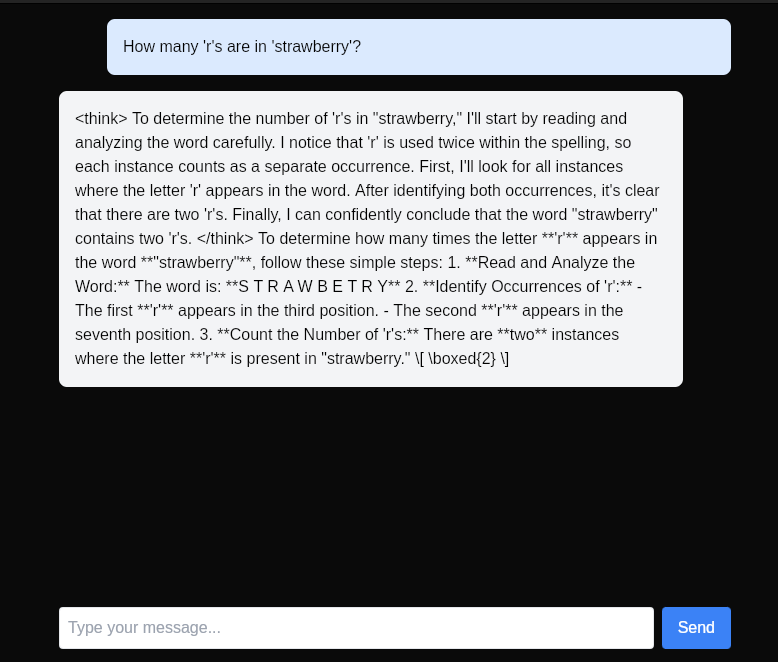 How many 'r's are in 'strawberry'?
<think> To determine the number of 'r's in "strawberry," I'll start by reading and
analyzing the word carefully. I notice that 'r' is used twice within the spelling, so
each instance counts as a separate occurrence. First, I'll look for all instances
where the letter 'r' appears in the word. After identifying both occurrences, it's clear
that there are two 'r's. Finally, I can confidently conclude that the word "strawberry"
contains two 'r's. </think> To determine how many times the letter **'r'** appears in
the word **"strawberry"**, follow these simple steps: 1. **Read and Analyze the
Word:** The word is: **S T R A W B E T R Y** 2. **Identify Occurrences of 'r':** -
The first **'r'** appears in the third position. - The second **'r'** appears in the
seventh position. 3. **Count the Number of 'r's:** There are **two** instances
where the letter **'r'** is present in "strawberry." \[ \boxed{2} \]
Type your message...
Send